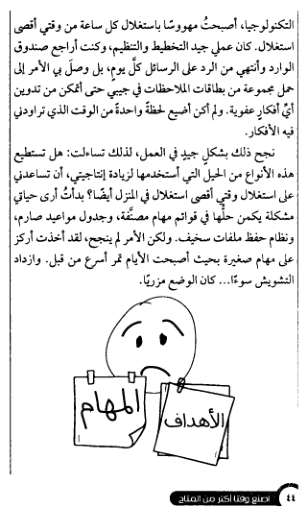 التكنولوجيا، أصبحتُ مهووسًا باستغلال كل ساعة من وقتي أقصى
استغلال. كان عملي جيد التخطيط والتنظيم، وكنت أراجع صندوق
الوارد وأنتهي من الرد على الرسائل كلَّ يومٍ، بل وصلَ بي الأمر إلى
حمل مجموعة من بطاقات الملاحظات في جيبي حتى أتمكن من تدوين
أيِّ أفكارٍ عفوية. ولم أكن أضيع لحظةً واحدةً من الوقت الذي تراودني
فيه الأفكار.
نجح ذلك بشكلٍ جيدٍ في العمل، لذلك تساءلت: هل تستطيع
هذه الأنواع من الحيل التي أستخدمها لزيادة إنتاجيتي، أن تساعدني
على استغلال وقتي أقصى استغلال في المنزل أيضًا؟ بدأتُ أرى حياتي
مشكلة يكمن حلُّها في قوائم مهام مصنَّفة، وجدول مواعيد صارم،
ونظام حفظ ملفات سخيف. ولكن الأمر لم ينجح، لقد أخذت أركز
على مهام صغيرة بحيث أصبحت الأيام تمر أسرع من قبل. وازداد
التشويش سوءًا... كان الوضع مزريًا.
المهام
الأهداف
٤٤ اصنع وقتا أكثر من المتاح